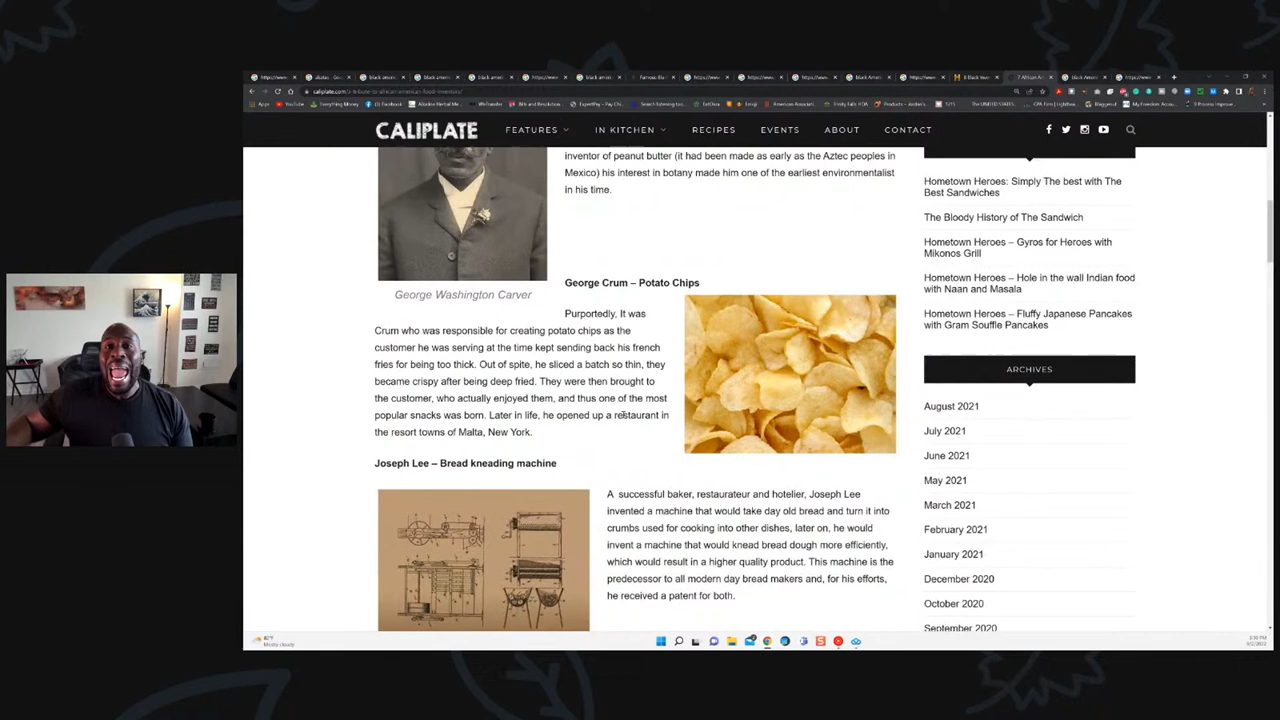 CALIPLATE
FEATURES
IN KITCHEN
RECIPES
EVENTS
ABOUT
CONTACT
inventor of peanut butter (it had been made as early as the Aztec peoples in
Mexico) his interest in botany made him one of the earliest environmentalist
in his time.
George Washington Carver
George Crum – Potato Chips
Purportedly, It was
Crum who was responsible for creating potato chips as the
customer he was serving at the time kept sending back his french
fries for being too thick. Out of spite, he sliced a batch so thin, they
became crispy after being deep fried. They were then brought to
the customer, who actually enjoyed them, and thus one of the most
popular snacks was born. Later in life, he opened up a restaurant in
the resort towns of Malta, New York.
Joseph Lee – Bread kneading machine
A successful baker, restaurateur and hotelier, Joseph Lee
invented a machine that would take day old bread and turn it into
crumbs used for cooking into other dishes, later on, he would
invent a machine that would knead bread dough more efficiently,
which would result in a higher quality product. This machine is the
predecessor to all modern day bread makers and, for his efforts,
he received a patent for both.
Hometown Heroes: Simply The best with The
Best Sandwiches
The Bloody History of The Sandwich
Hometown Heroes – Gyros for Heroes with
Mikonos Grill
Hometown Heroes – Hole in the wall Indian food
with Naan and Masala
Hometown Heroes – Fluffy Japanese Pancakes
with Gram Souffle Pancakes
ARCHIVES
August 2021
July 2021
June 2021
May 2021
March 2021
February 2021
January 2021
December 2020
October 2020
September 2020
Mostly cloudy